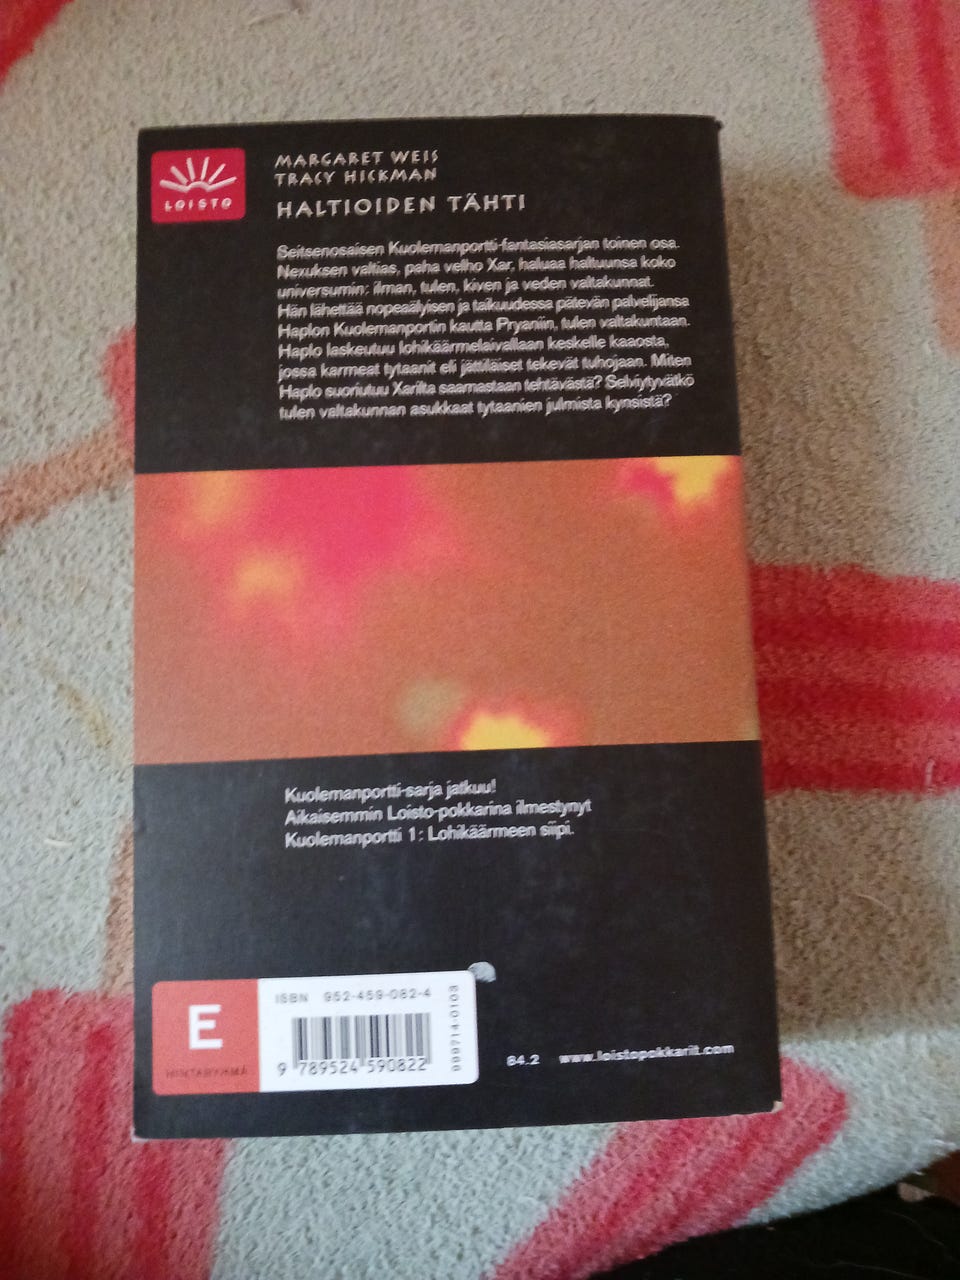 LOISTO
MARGARET WEIS
TRACY HICKMAN
HALTIOIDEN TÄHTI
Seitsenosaisen Kuolemanportti-fantasiasarjan toinen osa.
Nexuksen valtias, paha velho Xar, haluaa haltuunsa koko
universumin: ilman, tulen, kiven ja veden valtakunnat.
Hän lähettää nopeaälyisen ja taikuudessa pätevän palvelijansa
Haplon Kuolemanportin kautta Pryaniin, tulen valtakuntaan.
Haplo laskeutuu lohikäärmelaivallaan keskelle kaaosta,
jossa karmeat tytaanit eli jättiläiset tekevät tuhojaan. Miten
Haplo suoriutuu Xarilta saamastaan tehtävästä? Selviytyvätkö
tulen valtakunnan asukkaat tytaanien julmista kynsistä?
Kuolemanportti-sarja jatkuu!
Aikaisemmin Loisto-pokkarina ilmestynyt
Kuolemanportti 1: Lohikäärmeen siipi.
E
HINTARYHMÄ
ISBN 952-459-082-4
9 789524 590822
999714-0103
84.2 www.loistopokkarit.com